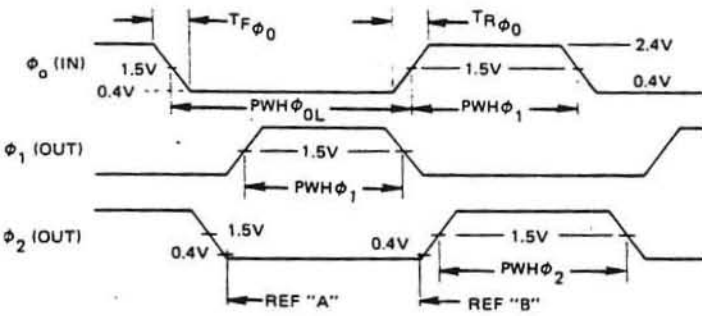 TFϕ0 TRϕ0
2.4V
ϕo (IN) 1.5V 1.5V
0.4V 0.4V
PWHϕ0L PWHϕ1
ϕ1 (OUT) 1.5V
PWHϕ1
ϕ2 (OUT) 1.5V 1.5V
0.4V 0.4V
PWHϕ2
REF "A" REF "B"